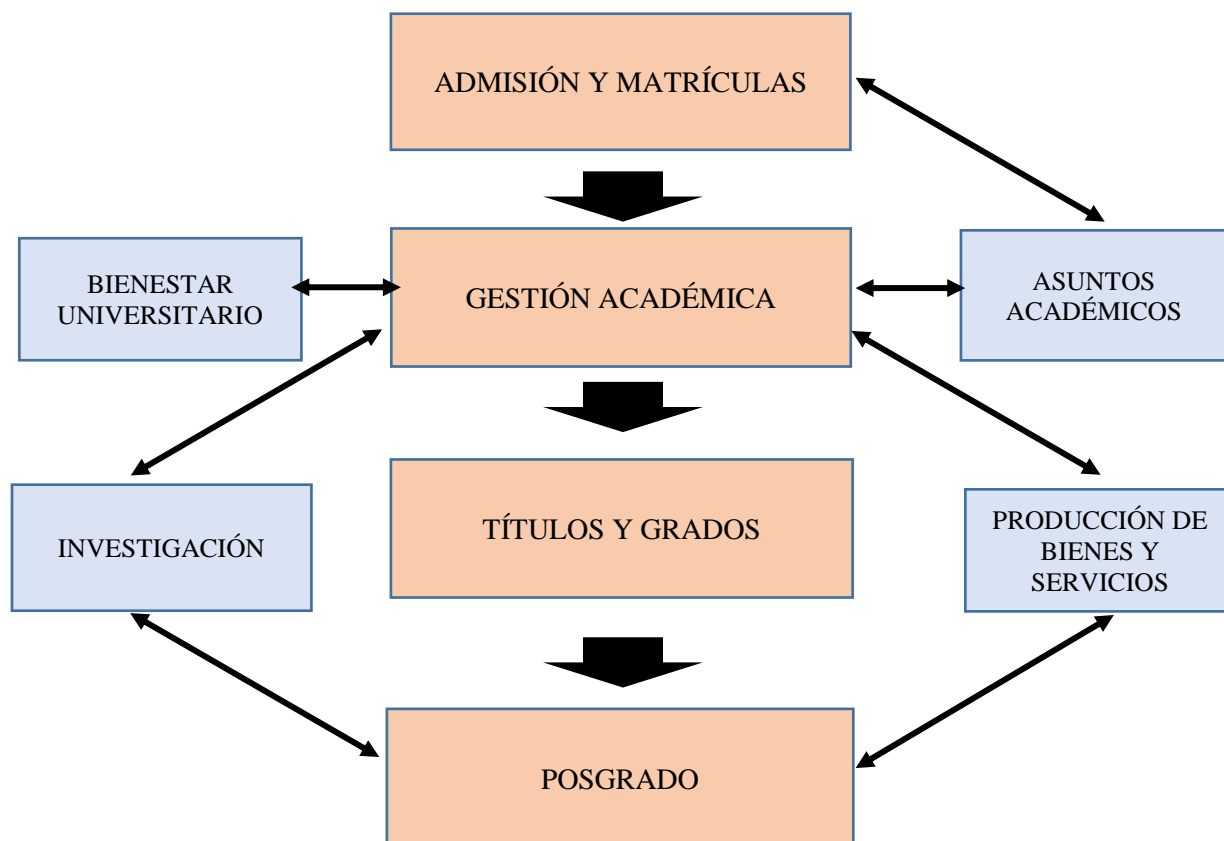 ADMISIÓN Y MATRÍCULAS
BIENESTAR
UNIVERSITARIO
GESTIÓN ACADÉMICA
ASUNTOS
ACADÉMICOS
INVESTIGACIÓN
TÍTULOS Y GRADOS
PRODUCCIÓN DE
BIENES Y
SERVICIOS
POSGRADO